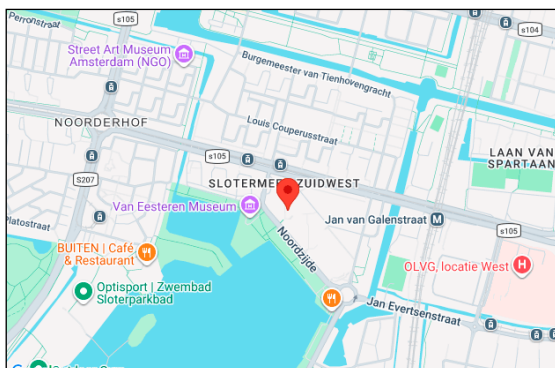 s105
Perronstraat
Street Art Museum
Amsterdam (NGO)
s104
Burgemeester van Tienhovengracht
Louis Couperusstraat
NOORDERHOF
s105
LAAN VAN
SPARTAAN
S207
SLOTERMEER ZUIDWEST
Van Eesteren Museum
Jan van Galenstraat
M
s105
Noordzijde
BUITEN | Café
& Restaurant
OLVG, locatie West
H
Optisport | Zwembad
Sloterparkbad
Jan Evertsenstraat